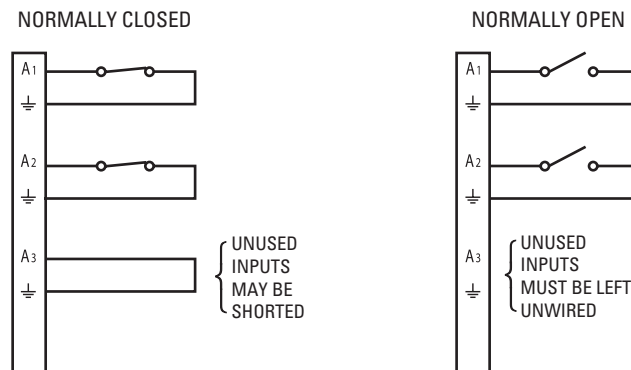 NORMALLY CLOSED
A1
A2
A3
UNUSED
INPUTS
MAY BE
SHORTED
NORMALLY OPEN
A1
A2
A3
UNUSED
INPUTS
MUST BE LEFT
UNWIRED